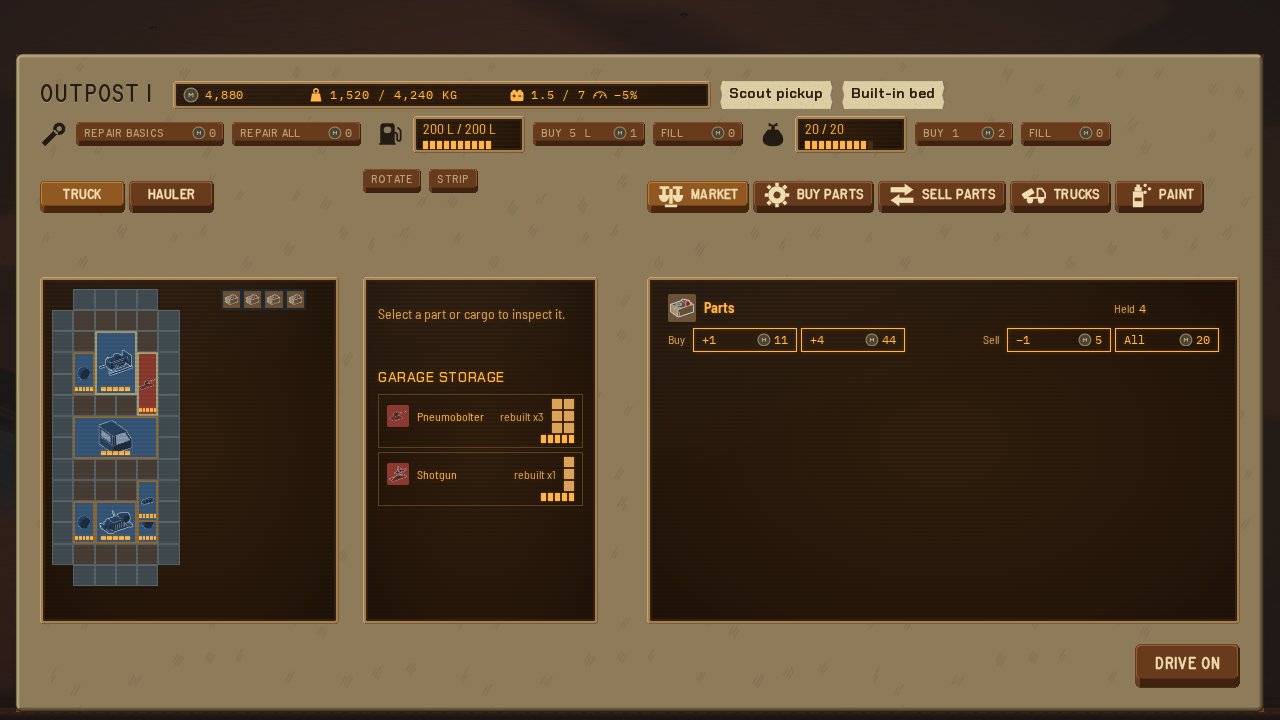 OUTPOST 1
4,880
1,520 / 4,240 KG
1.5 / 7
−5%
Scout pickup
Built-in bed
REPAIR BASICS M 0
REPAIR ALL M 0
200 L / 200 L
BUY 5 L M 1
FILL M 0
20 / 20
BUY 1 M 2
FILL M 0
TRUCK
HAULER
ROTATE
STRIP
MARKET
BUY PARTS
SELL PARTS
TRUCKS
PAINT
Select a part or cargo to inspect it.
GARAGE STORAGE
Pneumobolter rebuilt x3
Shotgun rebuilt x1
Parts
Held 4
Buy +1 M 11 +4 M 44
Sell −1 M 5 All M 20
DRIVE ON